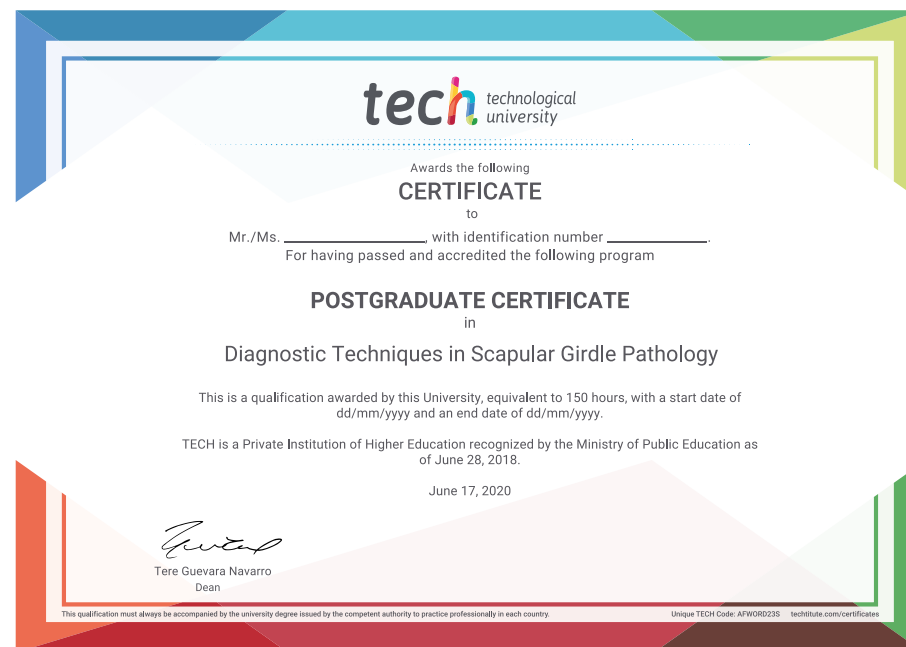 tech technological
university
Awards the following
CERTIFICATE
to
Mr./Ms. ____________________, with identification number ______________.
For having passed and accredited the following program
POSTGRADUATE CERTIFICATE
in
Diagnostic Techniques in Scapular Girdle Pathology
This is a qualification awarded by this University, equivalent to 150 hours, with a start date of
dd/mm/yyyy and an end date of dd/mm/yyyy.
TECH is a Private Institution of Higher Education recognized by the Ministry of Public Education as
of June 28, 2018.
June 17, 2020
Tere Guevara Navarro
Dean
This qualification must always be accompanied by the university degree issued by the competent authority to practice professionally in each country. Unique TECH Code: AFWORD23S techtitute.com/certificates